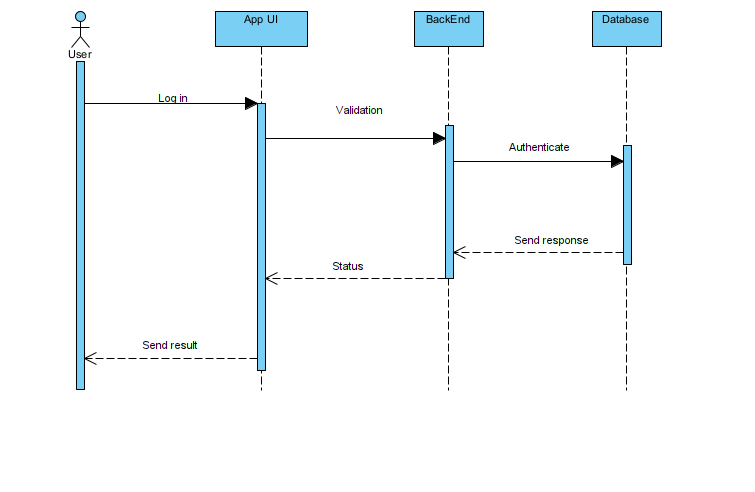 App UI
BackEnd
Database
User
Log in
Validation
Authenticate
Send response
Status
Send result